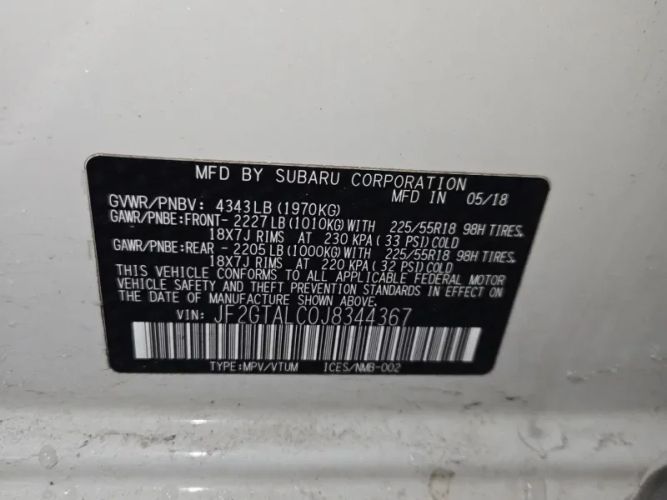 MFD BY SUBARU CORPORATION
MFD IN 05/18
GVWR/PNBV: 4343LB (1970KG)
GAWR/PNBE:FRONT- 2227LB (1010KG)WITH 225/55R18 98H TIRES,
18X7J RIMS AT 230 KPA (33 PSI)COLD
GAWR/PNBE:REAR - 2205LB (1000KG)WITH 225/55R18 98H TIRES,
18X7J RIMS AT 220 KPA (32 PSI)COLD
THIS VEHICLE CONFORMS TO ALL APPLICABLE FEDERAL MOTOR
VEHICLE SAFETY AND THEFT PREVENTION STANDARDS IN EFFECT ON
THE DATE OF MANUFACTURE SHOWN ABOVE.
VIN: JF2GTALC0J8344367
TYPE:MPV/VTUM ICES/NMB-002